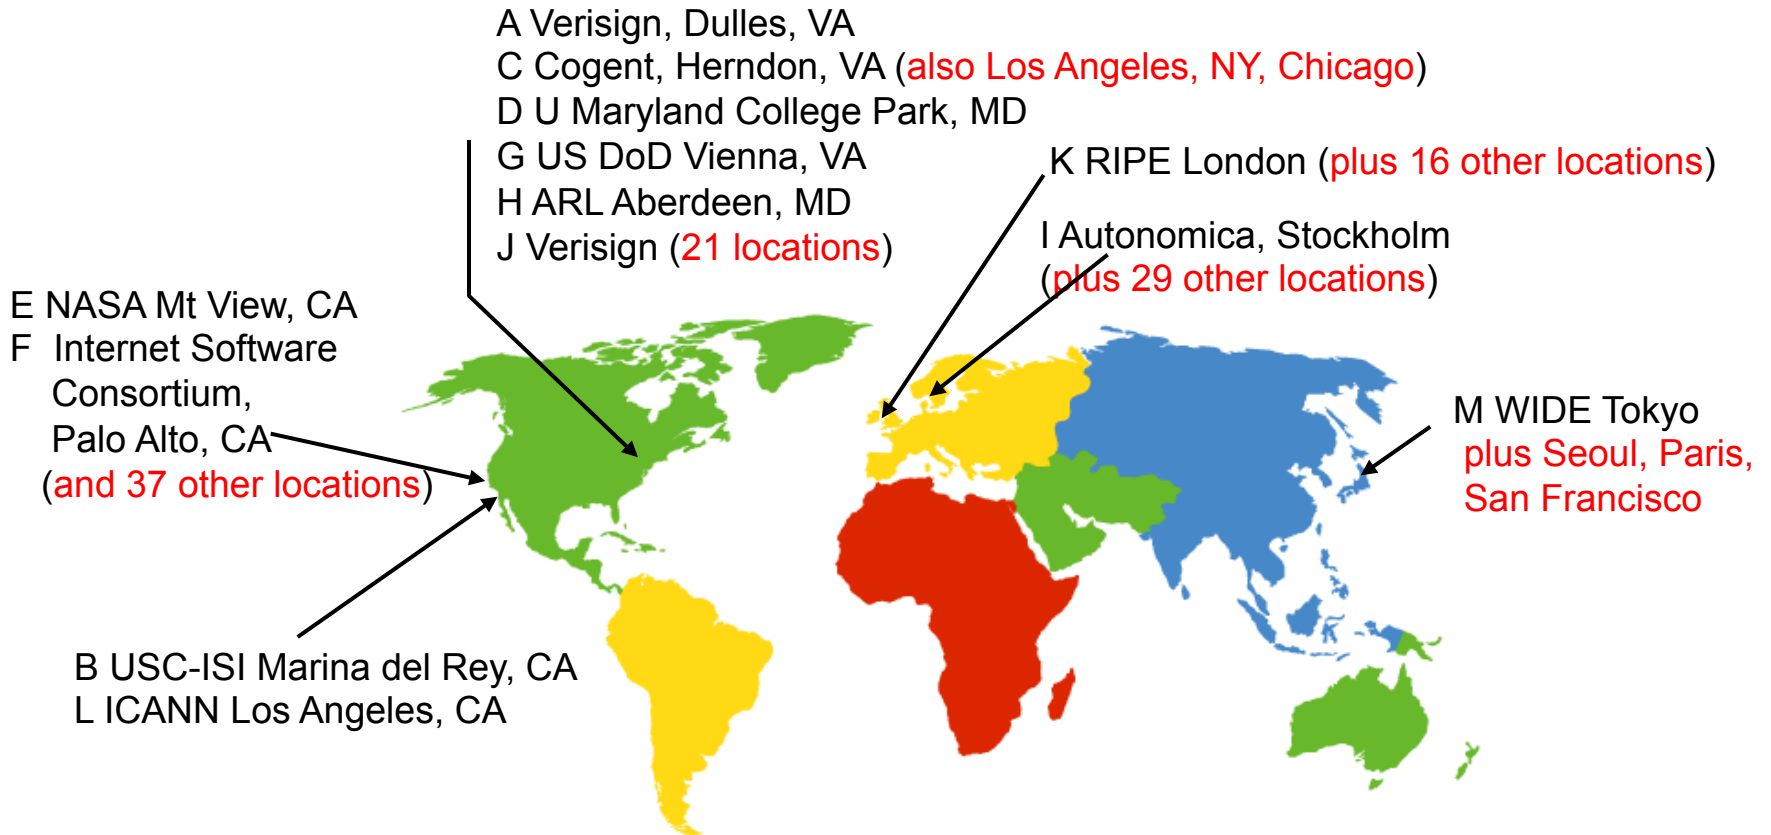 A Verisign, Dulles, VA
C Cogent, Herndon, VA (also Los Angeles, NY, Chicago)
D U Maryland College Park, MD
G US DoD Vienna, VA
H ARL Aberdeen, MD
J Verisign (21 locations)
K RIPE London (plus 16 other locations)
I Autonomica, Stockholm
(plus 29 other locations)
E NASA Mt View, CA
F Internet Software
Consortium,
Palo Alto, CA
(and 37 other locations)
M WIDE Tokyo
plus Seoul, Paris,
San Francisco
B USC-ISI Marina del Rey, CA
L ICANN Los Angeles, CA